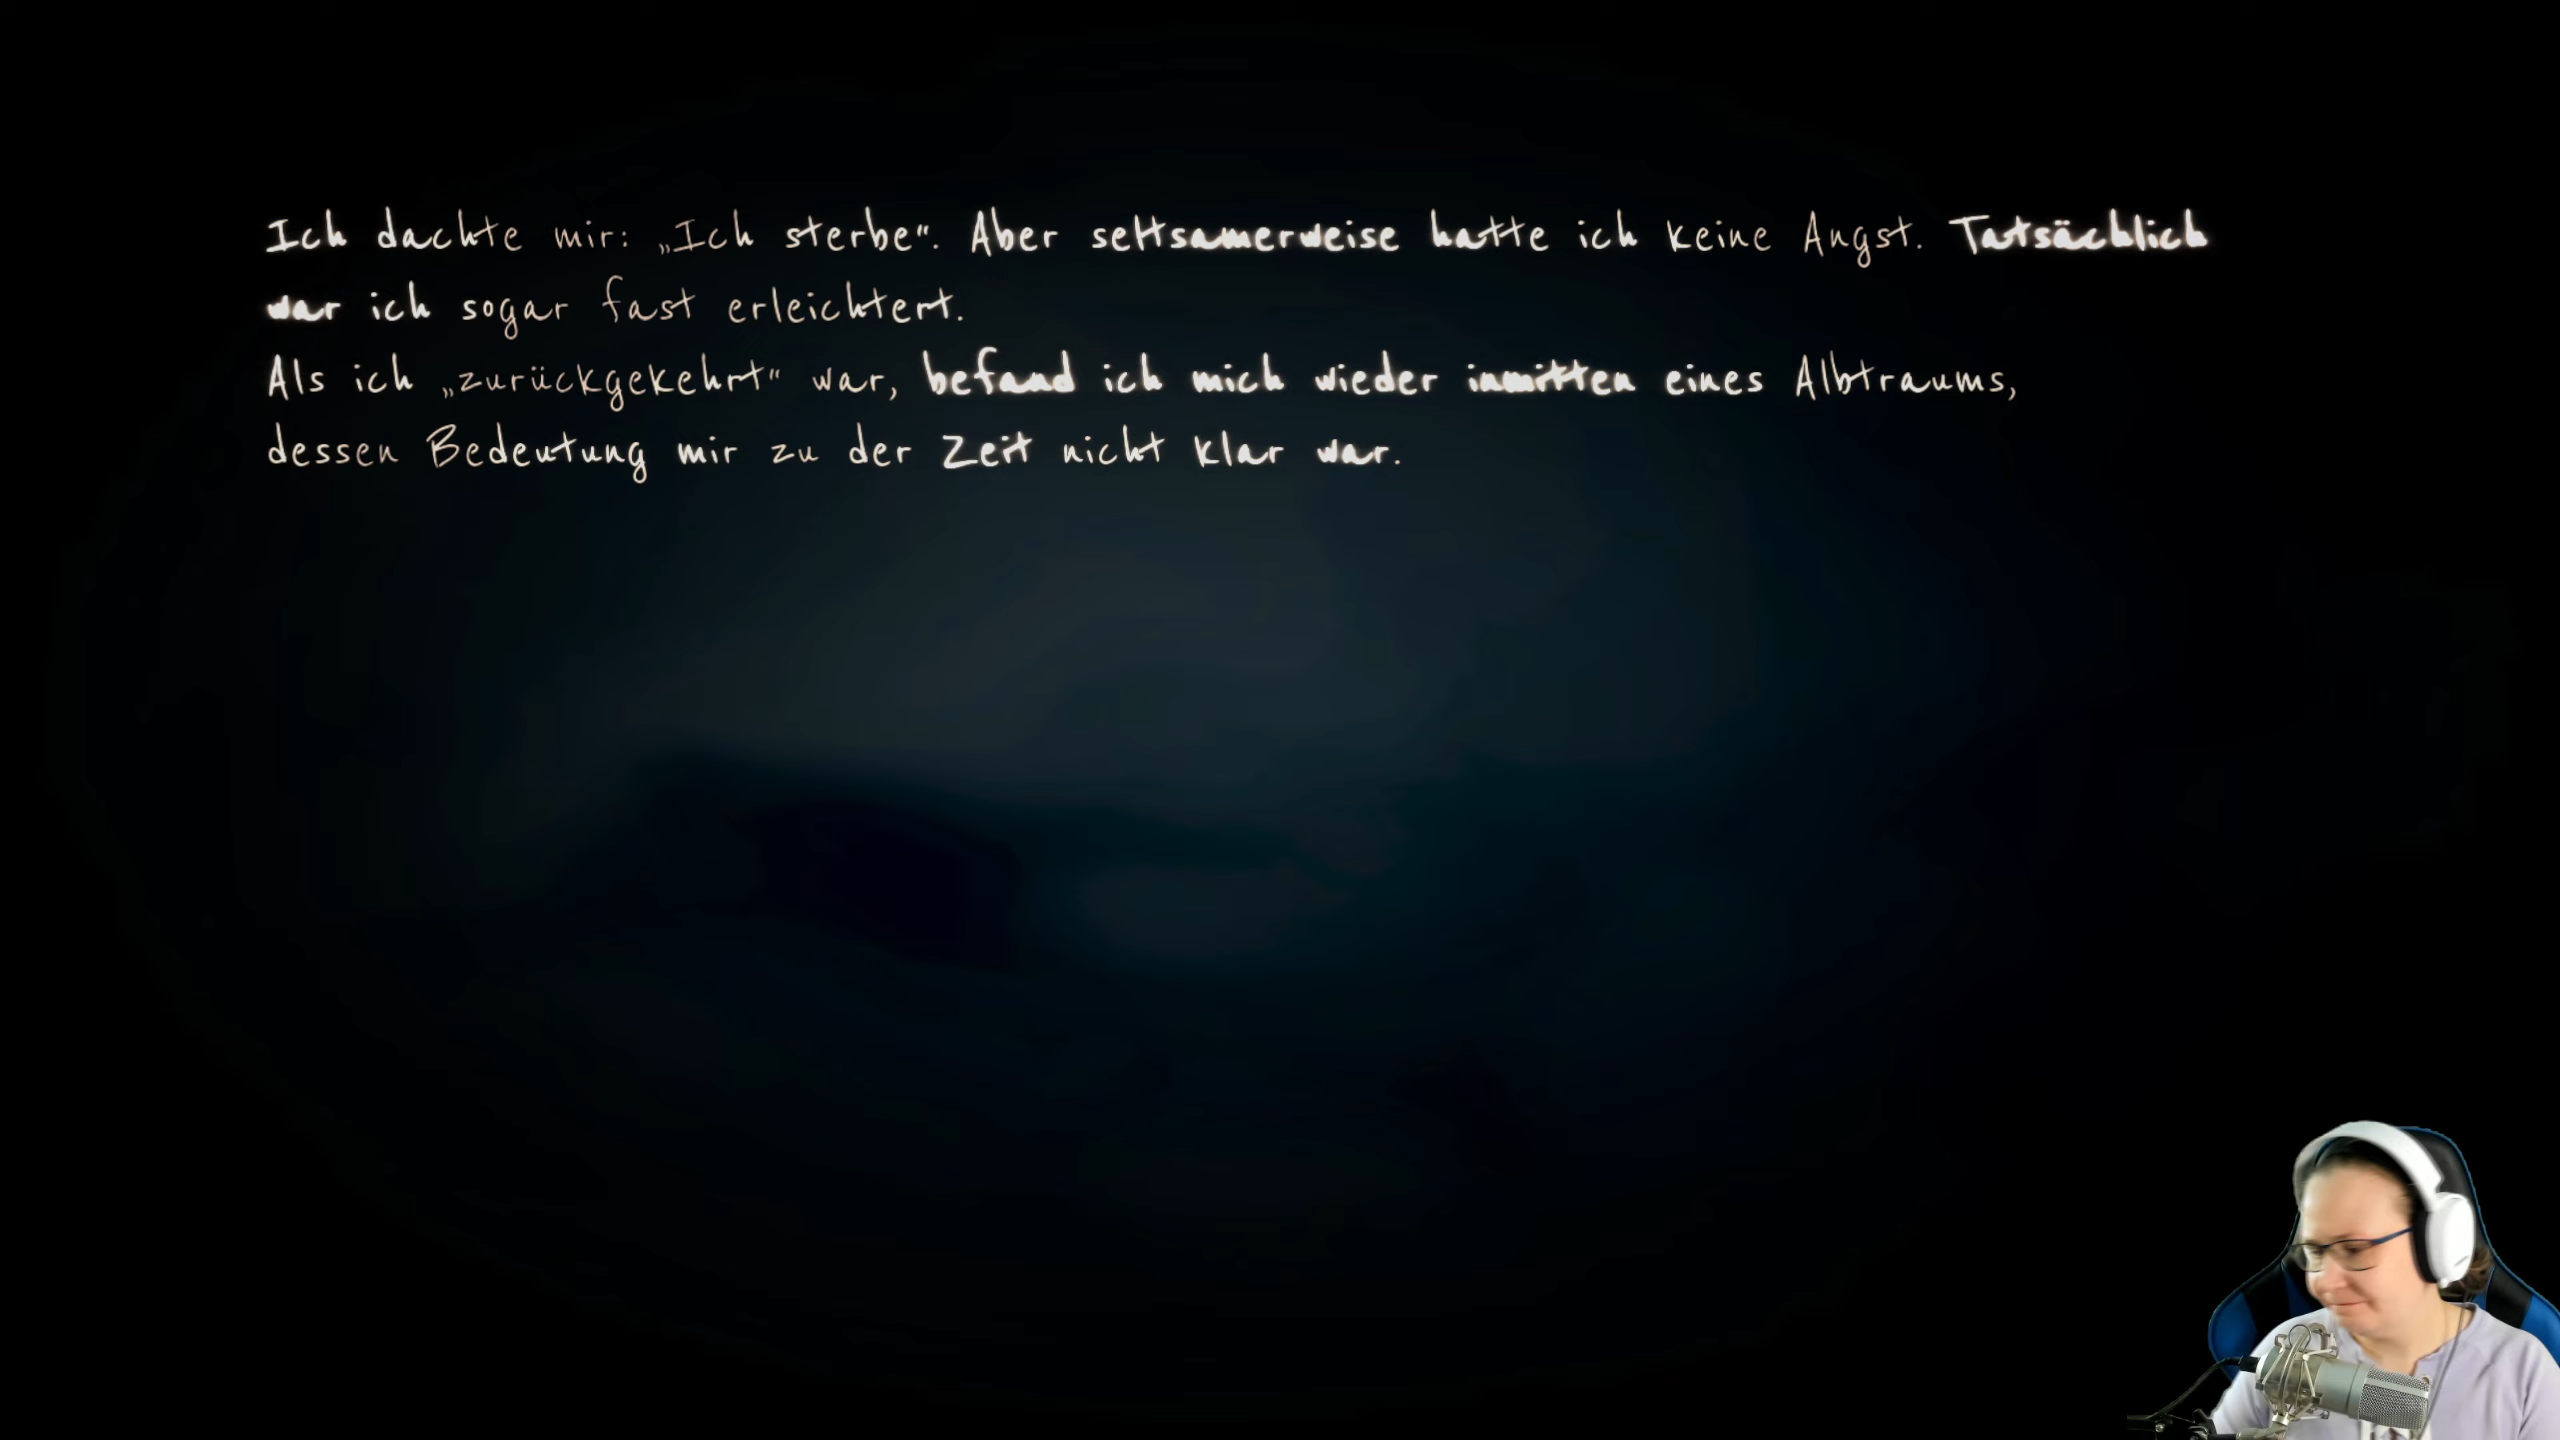 Ich dachte mir: „Ich sterbe“. Aber seltsamerweise hatte ich keine Angst. Tatsächlich
war ich sogar fast erleichtert.
Als ich „zurückgekehrt“ war, befand ich mich wieder inmitten eines Albtraums,
dessen Bedeutung mir zu der Zeit nicht klar war.